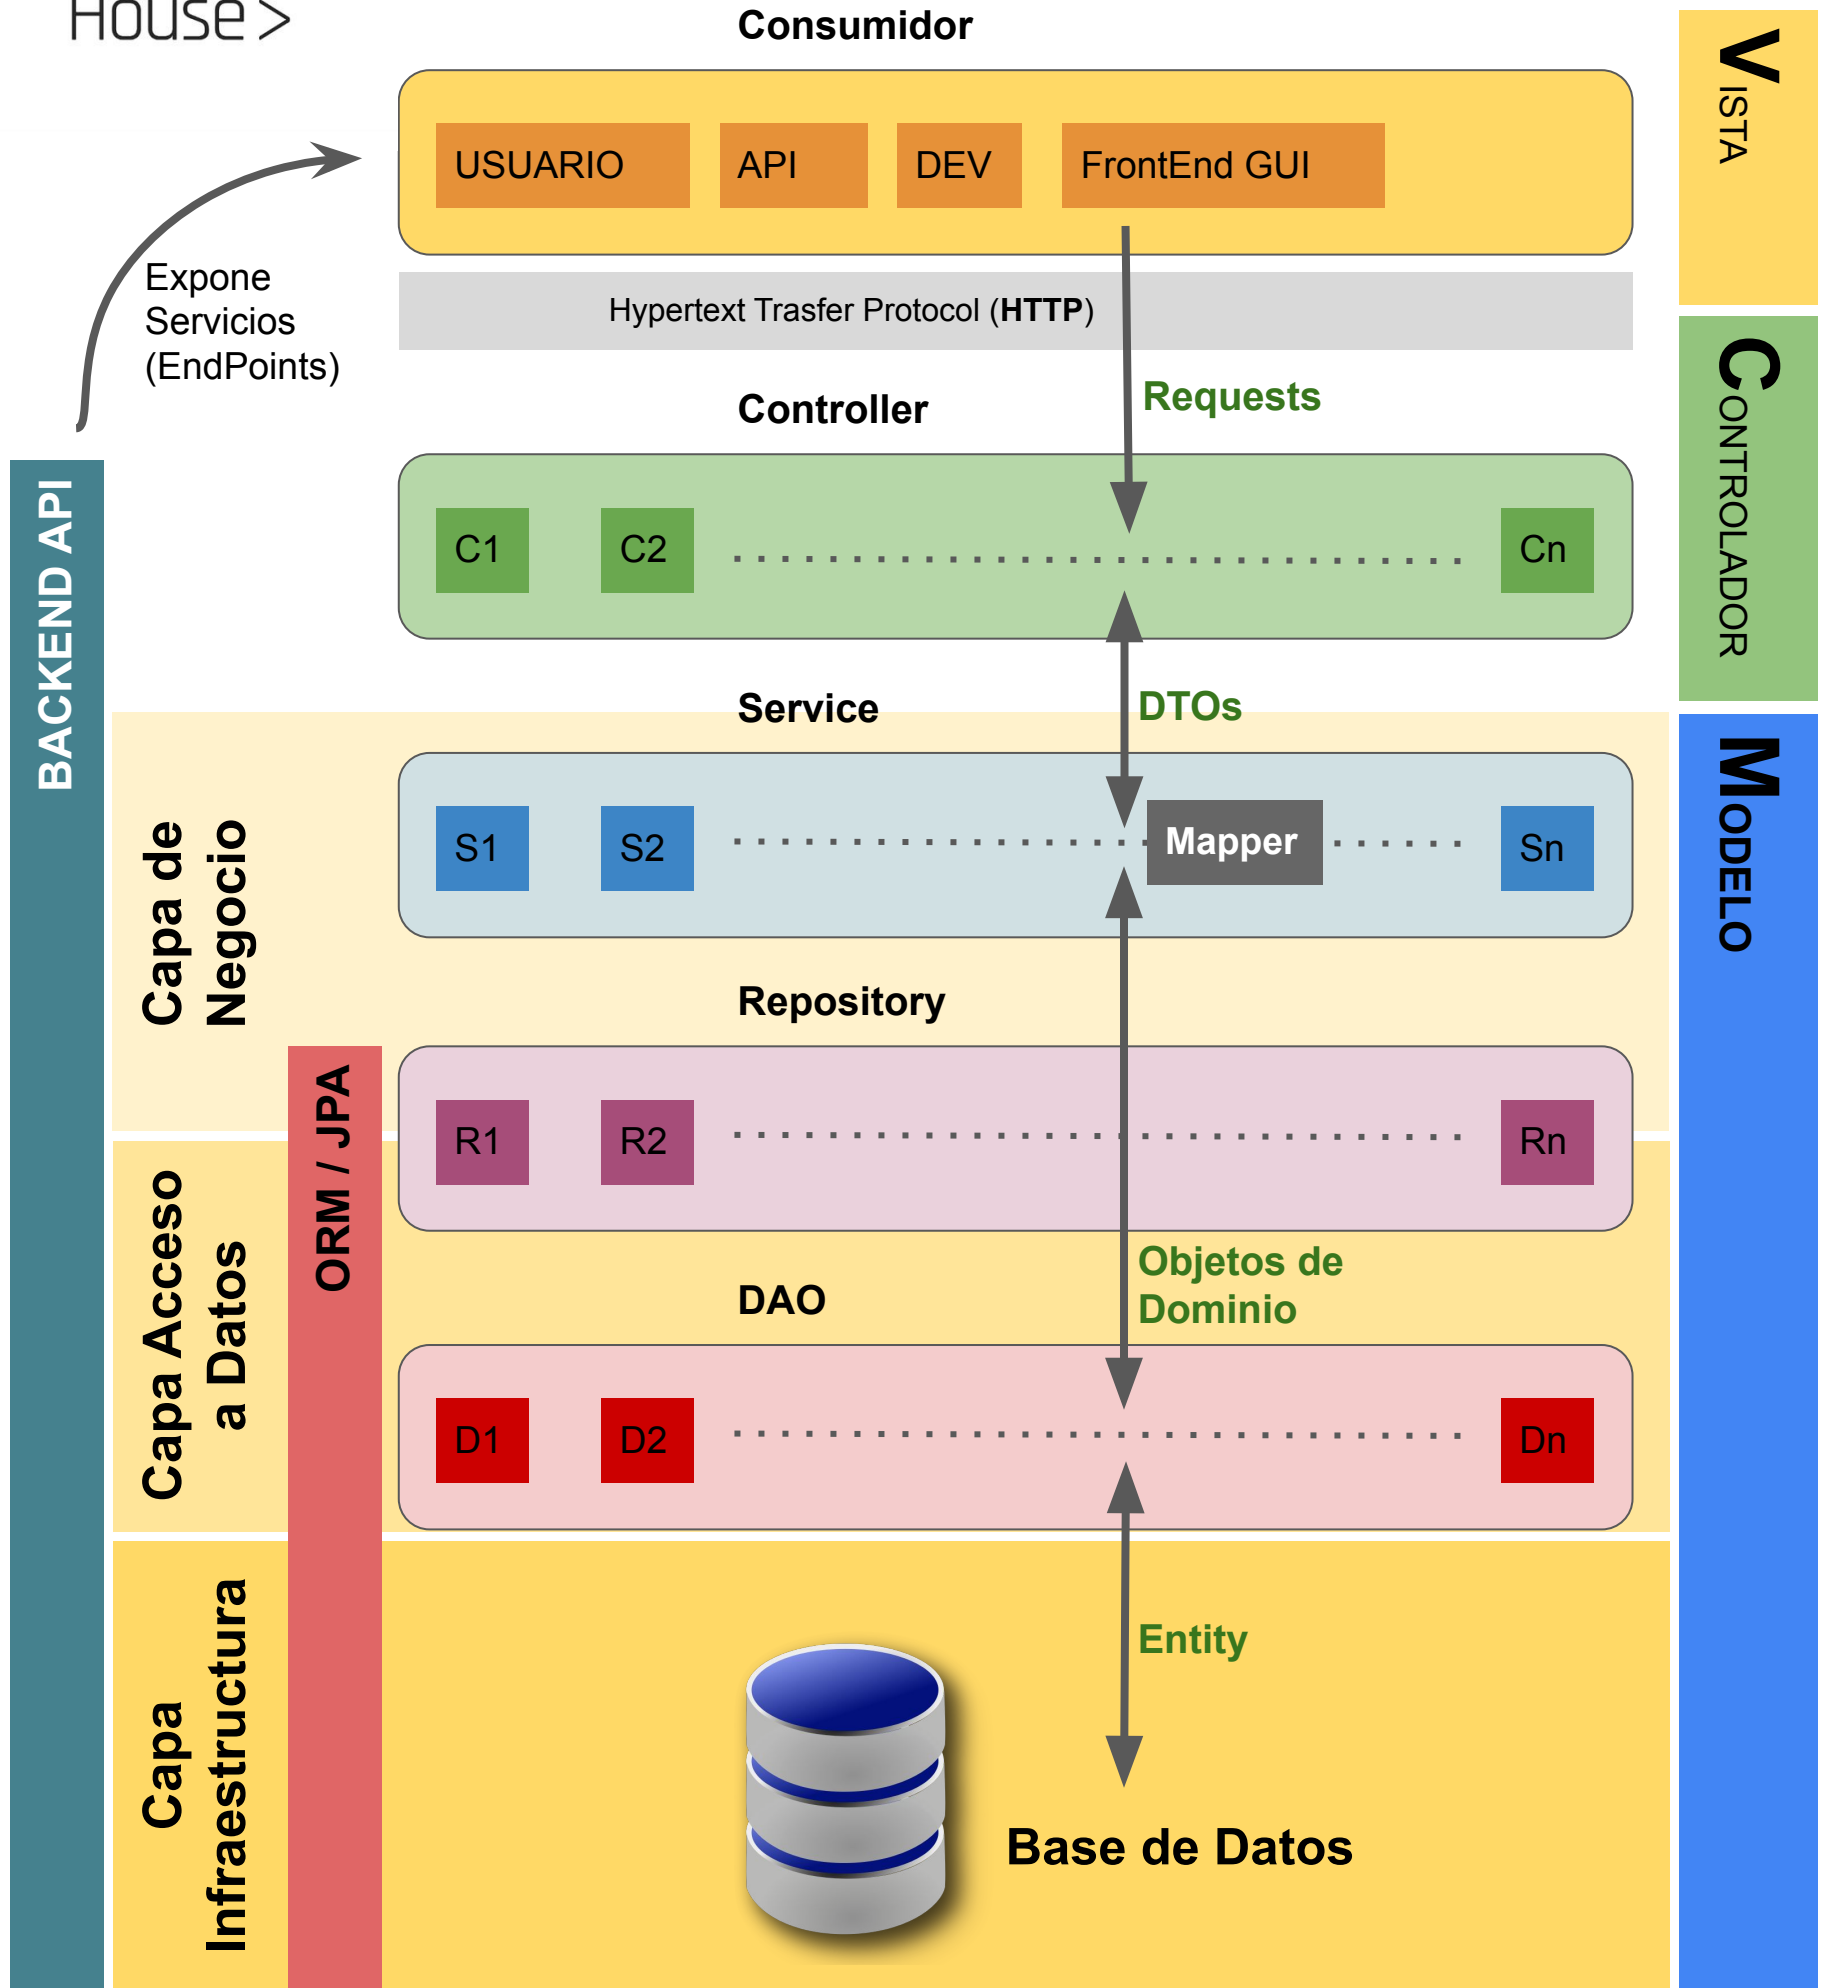 House>
Consumidor
USUARIO
API
DEV
FrontEnd GUI
VISTA
Expone
Servicios
(EndPoints)
Hypertext Trasfer Protocol (HTTP)
Requests
Controller
CONTROLADOR
BACKEND API
C1
C2
Cn
Service
DTOs
MODELO
Capa de
Negocio
S1
S2
Mapper
Sn
Repository
ORM / JPA
R1
R2
Rn
Capa Acceso
a Datos
Objetos de
Dominio
DAO
D1
D2
Dn
Capa
Infraestructura
Entity
Base de Datos